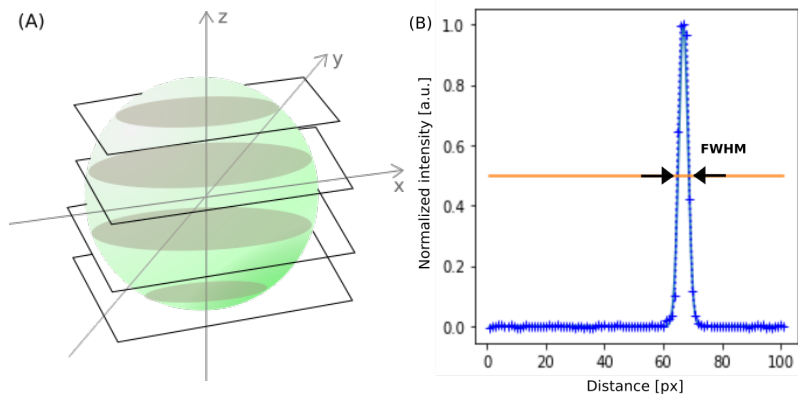 (A)
z
y
x
(B)
Normalized intensity [a.u.]
1.0
0.8
0.6
0.4
0.2
0.0
FWHM
0 20 40 60 80 100
Distance [px]